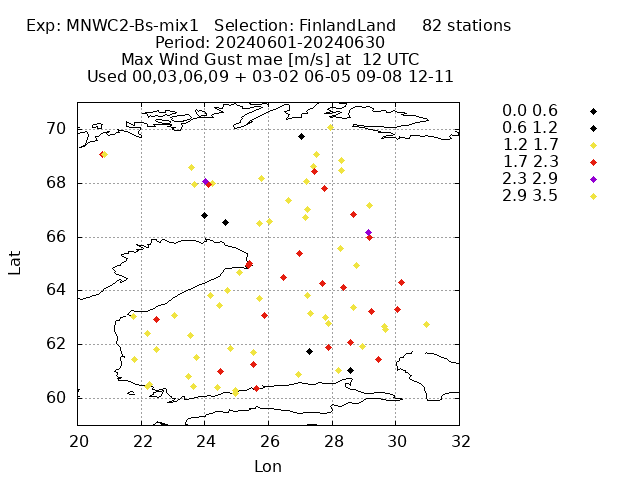 Exp: MNWC2-Bs-mix1 Selection: FinlandLand 82 stations
Period: 20240601-20240630
Max Wind Gust mae [m/s] at 12 UTC
Used 00,03,06,09 + 03-02 06-05 09-08 12-11
0.0 0.6
0.6 1.2
1.2 1.7
1.7 2.3
2.3 2.9
2.9 3.5
70
68
66
64
62
60
Lat
20 22 24 26 28 30 32
Lon